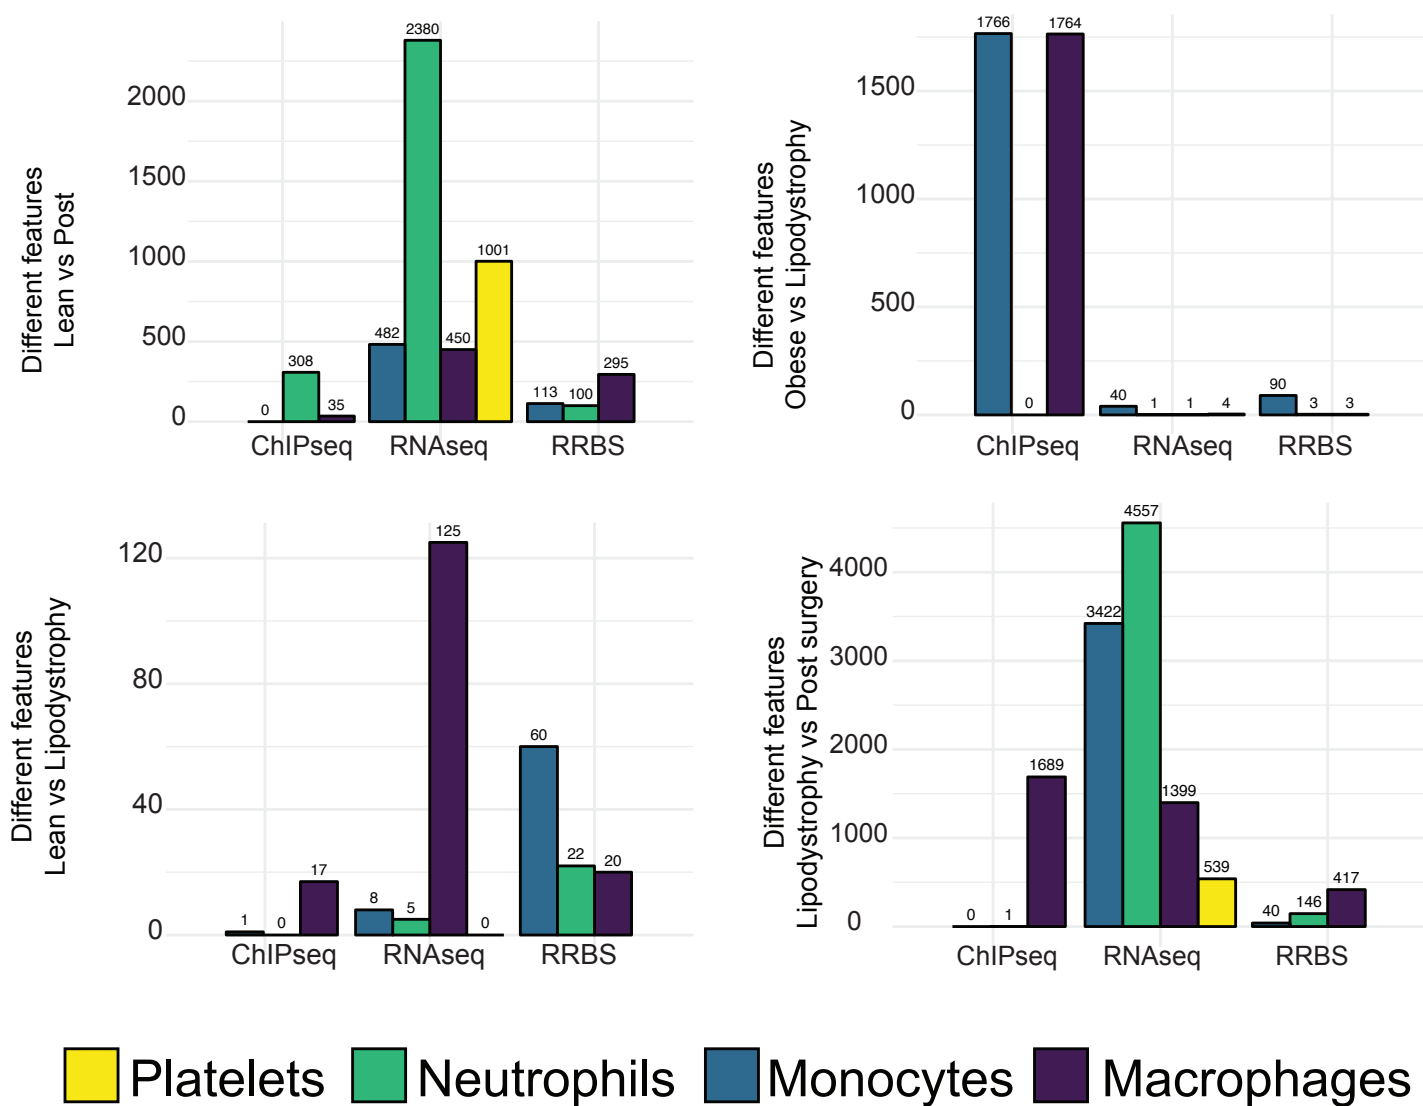 Different features
Lean vs Post
2000
1500
1000
500
0
0
308
35
482
2380
450
1001
113
100
295
ChIPseq
RNAseq
RRBS
Different features
Obese vs Lipodystrophy
1500
1000
500
0
1766
0
1764
40
1
1
4
90
3
3
ChIPseq
RNAseq
RRBS
Different features
Lean vs Lipodystrophy
120
80
40
0
1
0
17
8
5
125
0
60
22
20
ChIPseq
RNAseq
RRBS
Different features
Lipodystrophy vs Post surgery
4000
3000
2000
1000
0
0
1
1689
3422
4557
1399
539
40
146
417
ChIPseq
RNAseq
RRBS
Platelets
Neutrophils
Monocytes
Macrophages